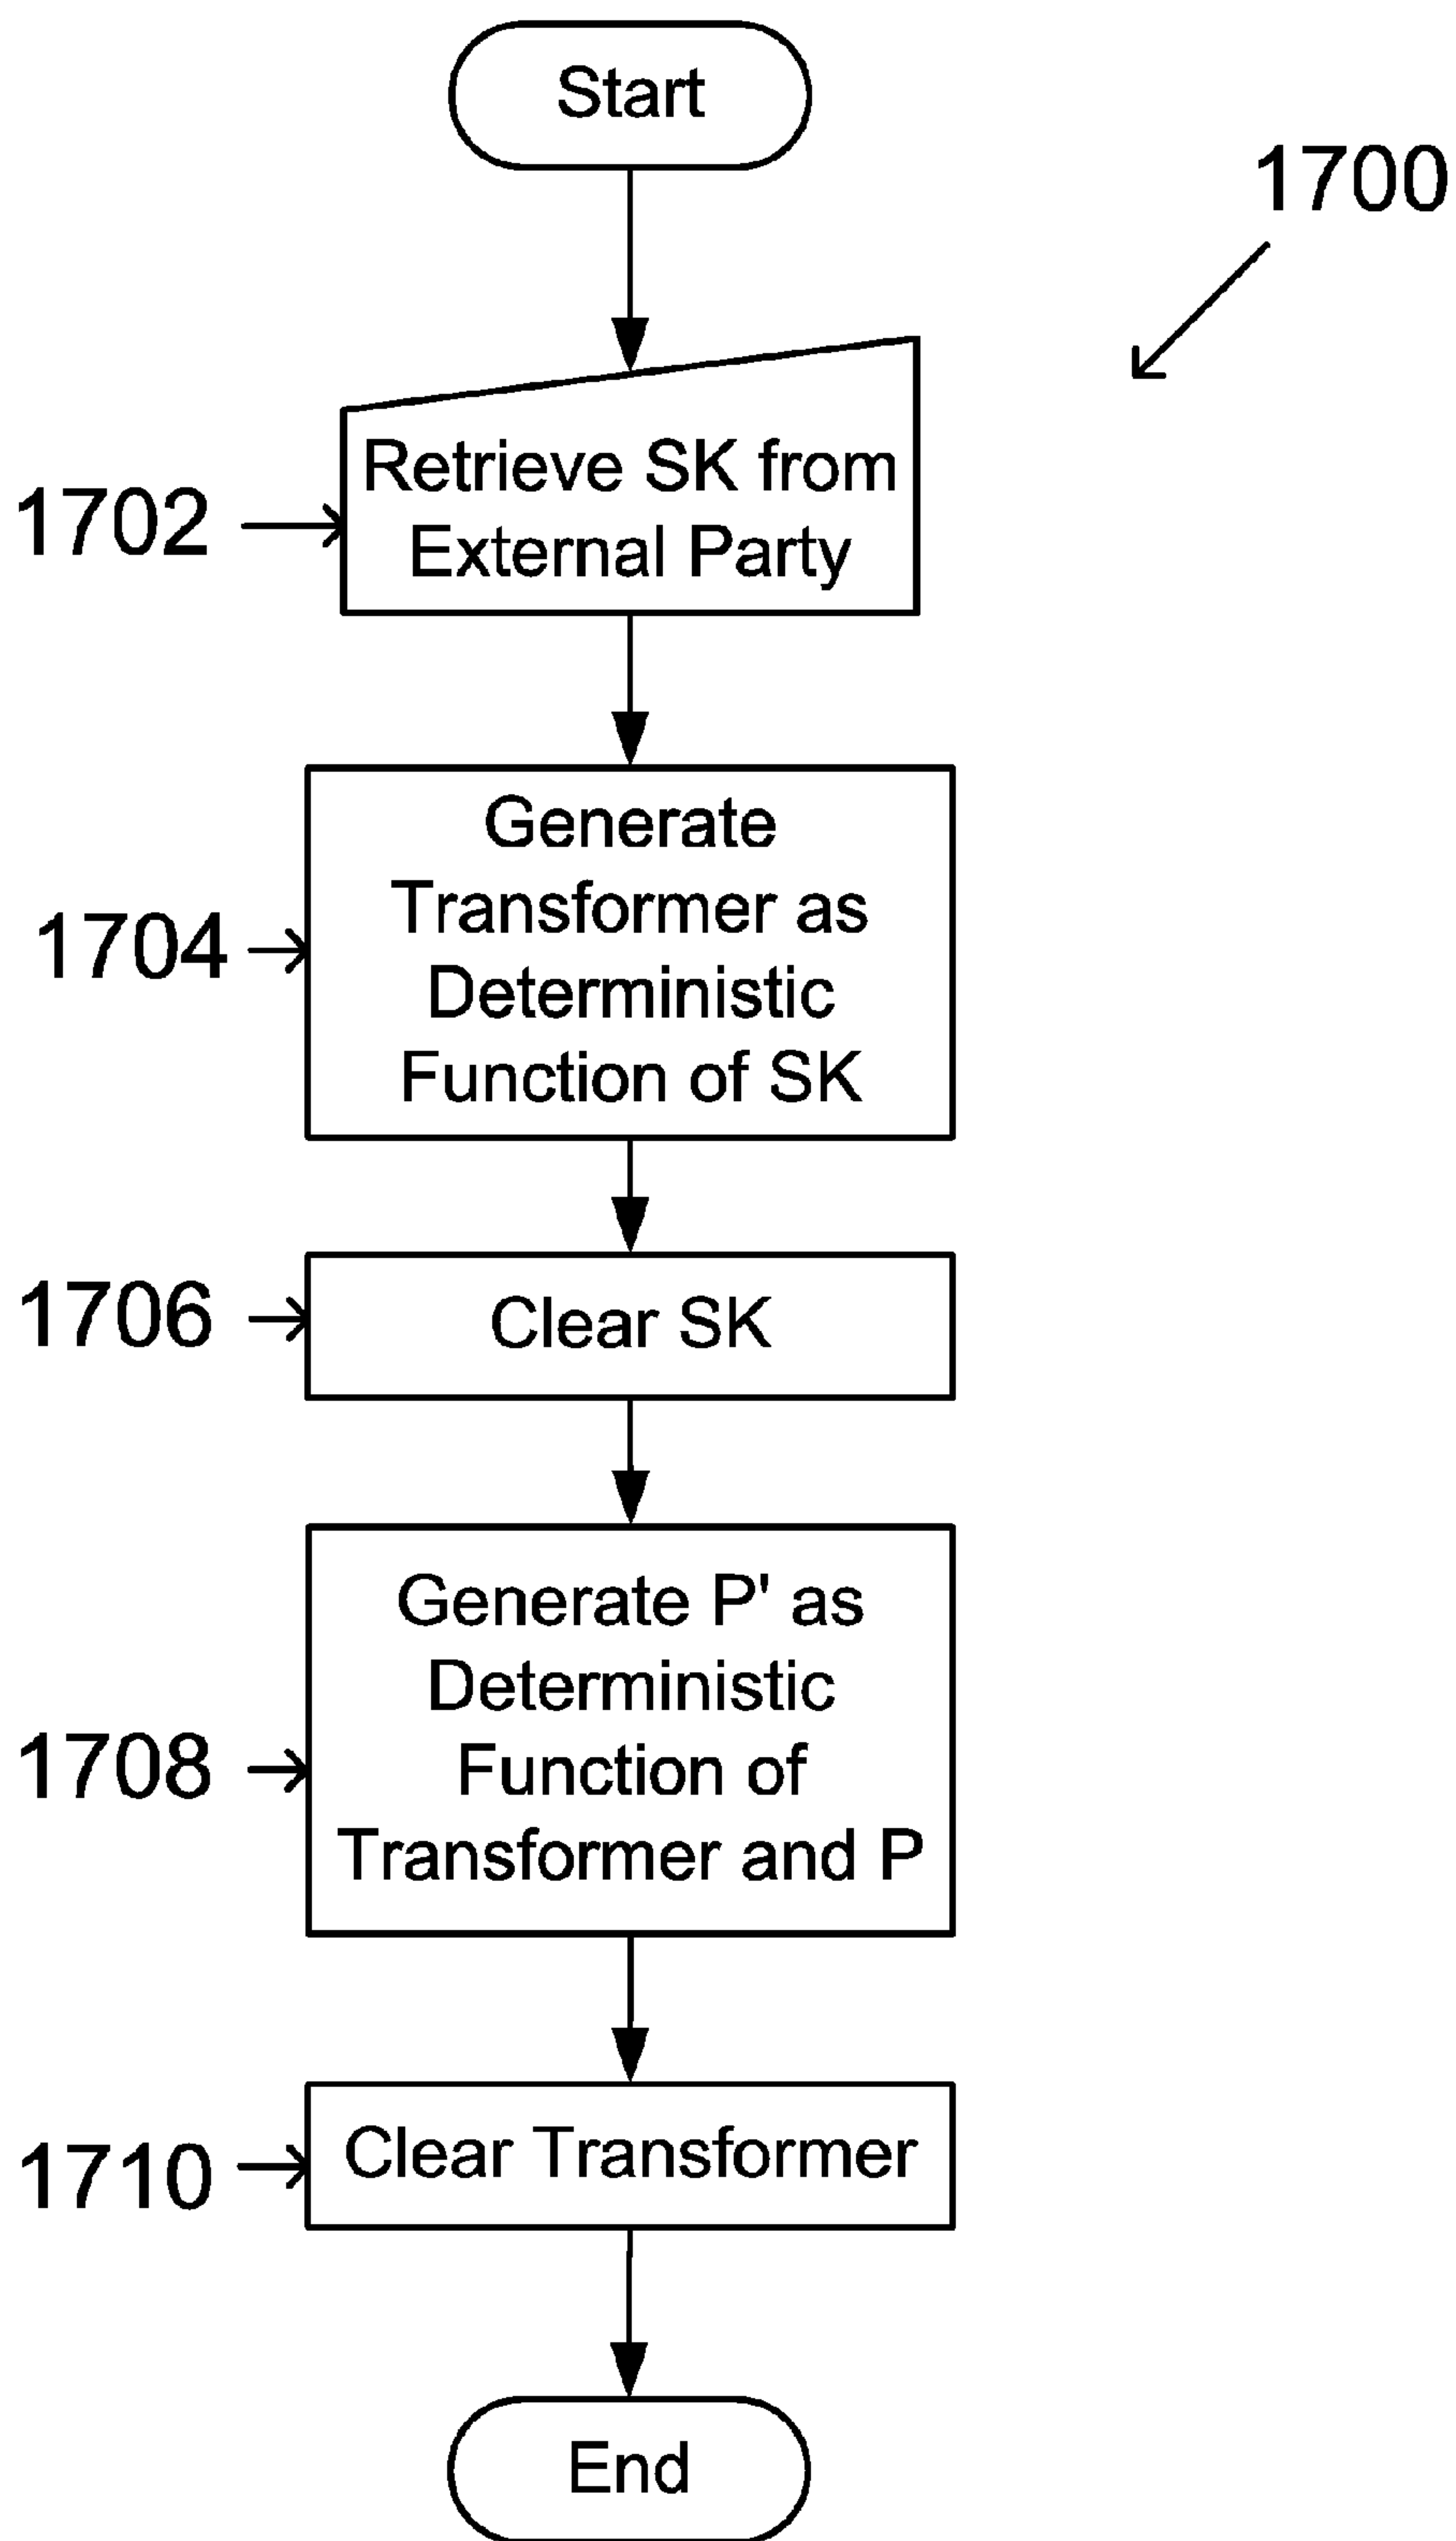 Start
1700
Retrieve SK from
External Party
1702
Generate
Transformer as
Deterministic
Function of SK
1704
Clear SK
1706
Generate P' as
Deterministic
Function of
Transformer and P
1708
Clear Transformer
1710
End